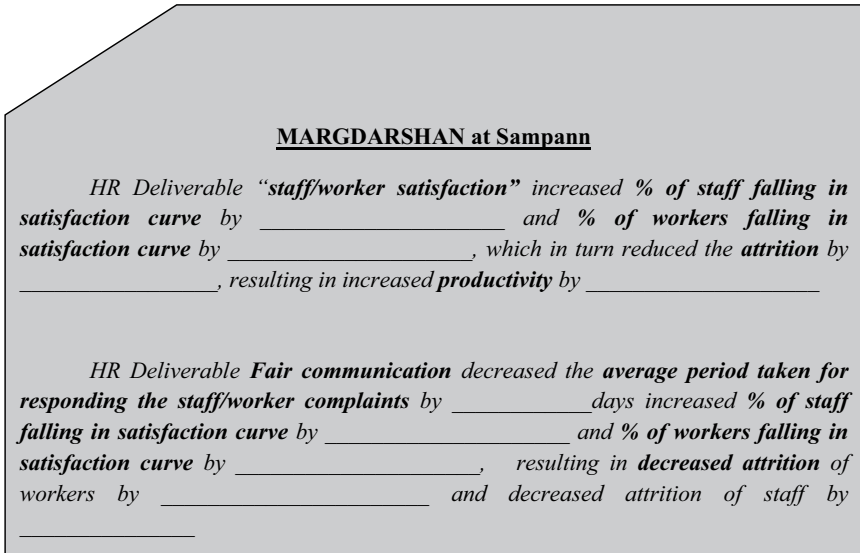 MARGDARSHAN at Sampann
HR Deliverable “staff/worker satisfaction” increased % of staff falling in
satisfaction curve by ______________________ and % of workers falling in
satisfaction curve by ______________________, which in turn reduced the attrition by
__________________, resulting in increased productivity by _____________________
HR Deliverable Fair communication decreased the average period taken for
responding the staff/worker complaints by ____________days increased % of staff
falling in satisfaction curve by ______________________ and % of workers falling in
satisfaction curve by ______________________, resulting in decreased attrition of
workers by ________________________ and decreased attrition of staff by
________________